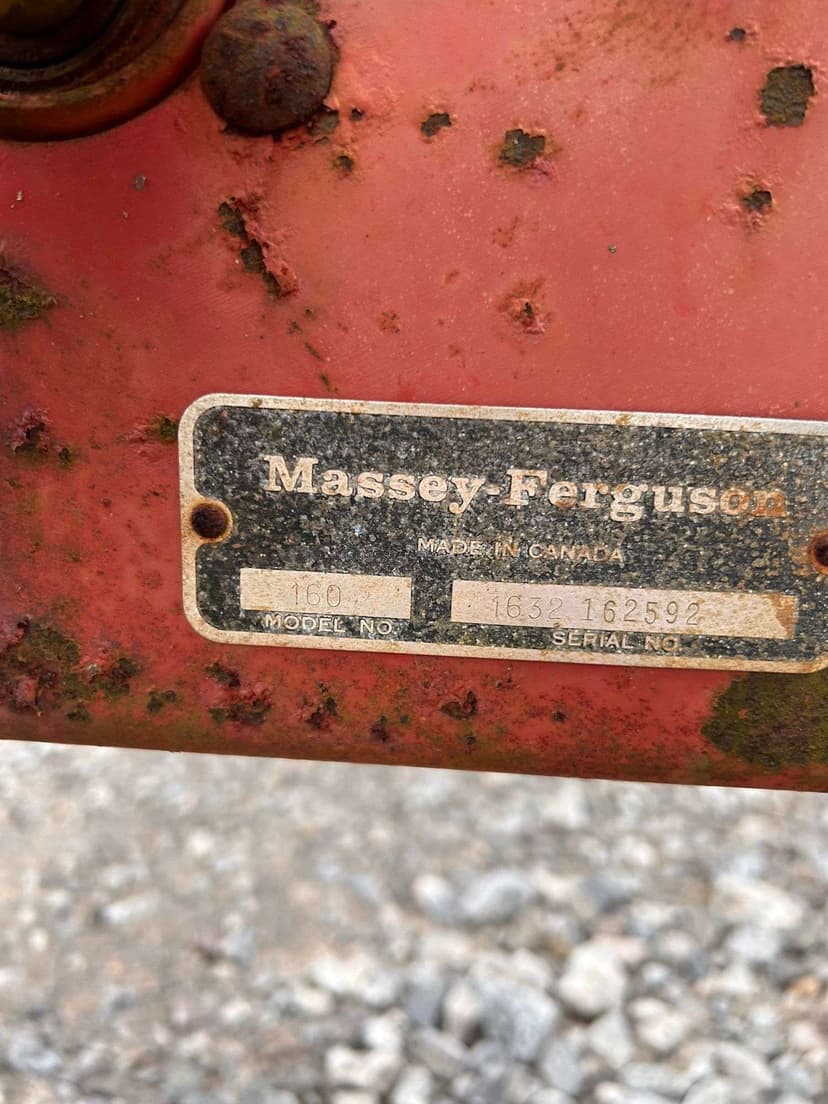 Massey-Ferguson
MADE IN CANADA
160
1632 162592
MODEL NO.
SERIAL NO.